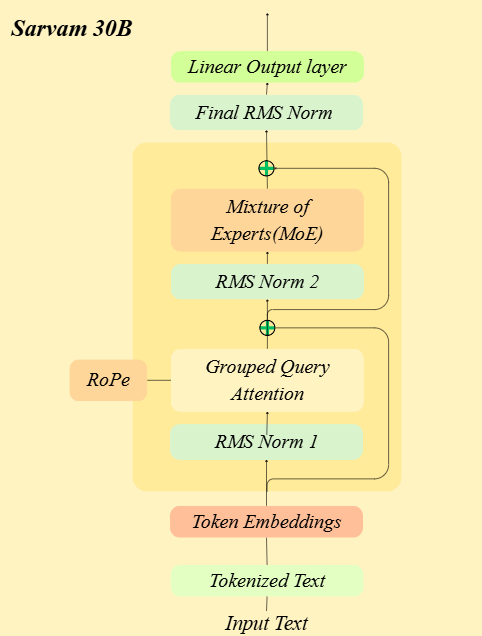 Sarvam 30B
Linear Output layer
Final RMS Norm
Mixture of
Experts(MoE)
RMS Norm 2
Grouped Query
Attention
RoPe
RMS Norm 1
Token Embeddings
Tokenized Text
Input Text